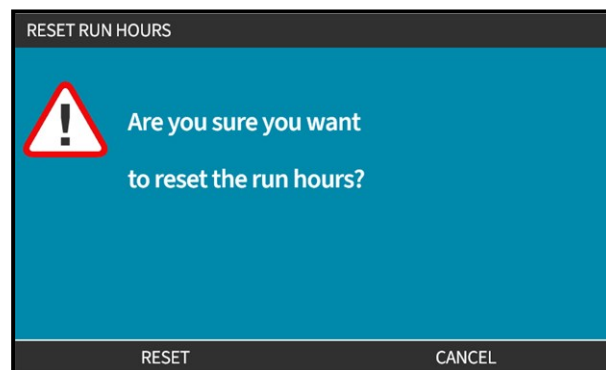 RESET RUN HOURS
!
Are you sure you want
to reset the run hours?
RESET CANCEL